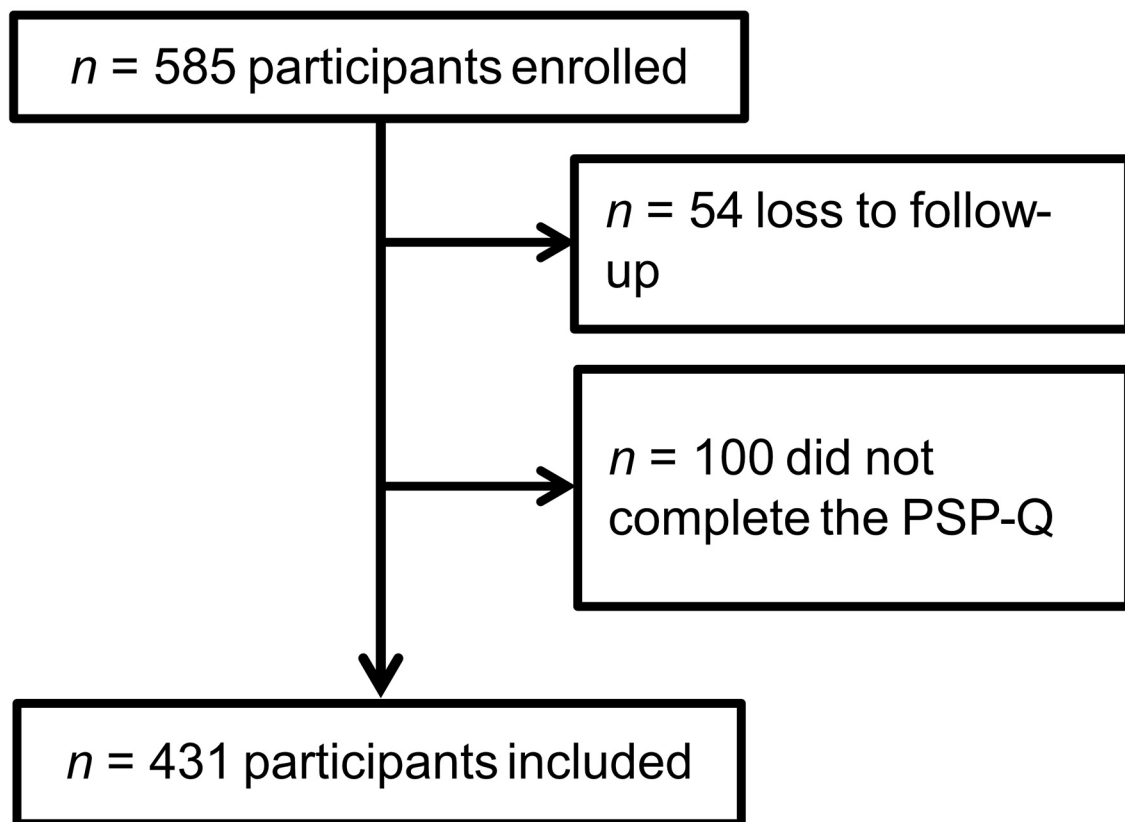 n = 585 participants enrolled
n = 54 loss to follow-
up
n = 100 did not
complete the PSP-Q
n = 431 participants included